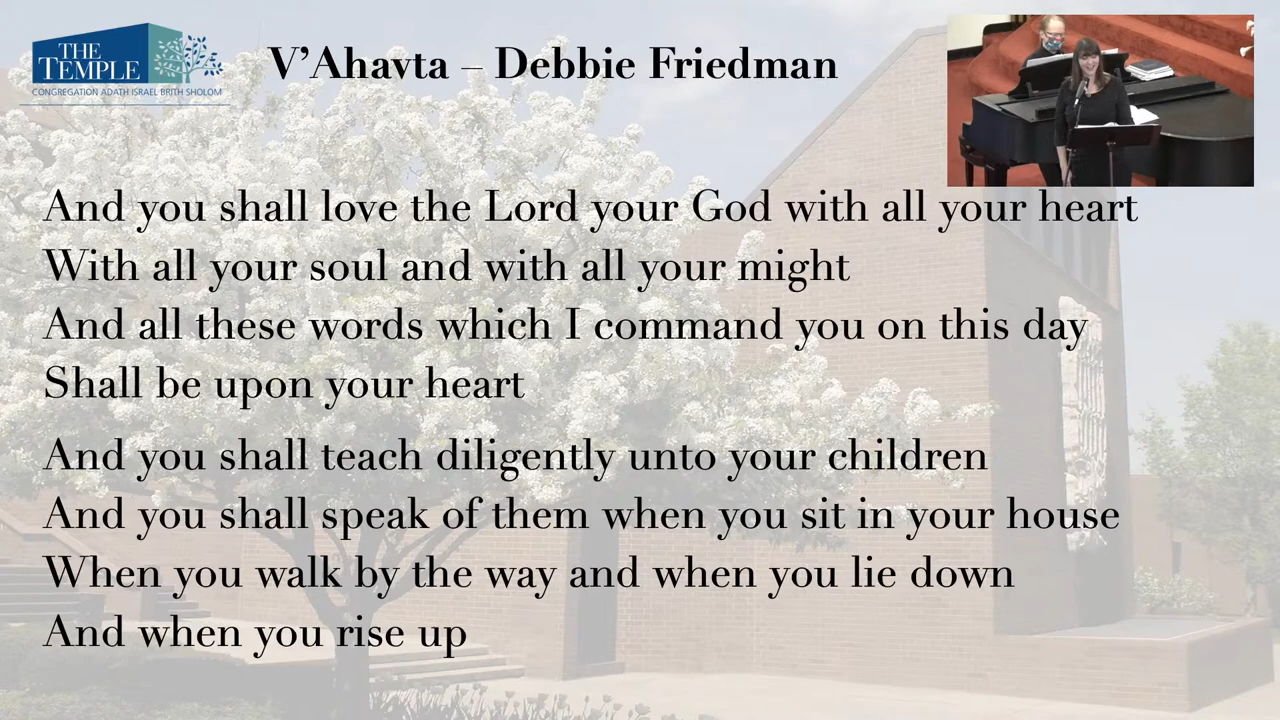 THE
TEMPLE
CONGREGATION ADATH ISRAEL BRITH SHOLOM
V’Ahavta – Debbie Friedman
And you shall love the Lord your God with all your heart
With all your soul and with all your might
And all these words which I command you on this day
Shall be upon your heart
And you shall teach diligently unto your children
And you shall speak of them when you sit in your house
When you walk by the way and when you lie down
And when you rise up